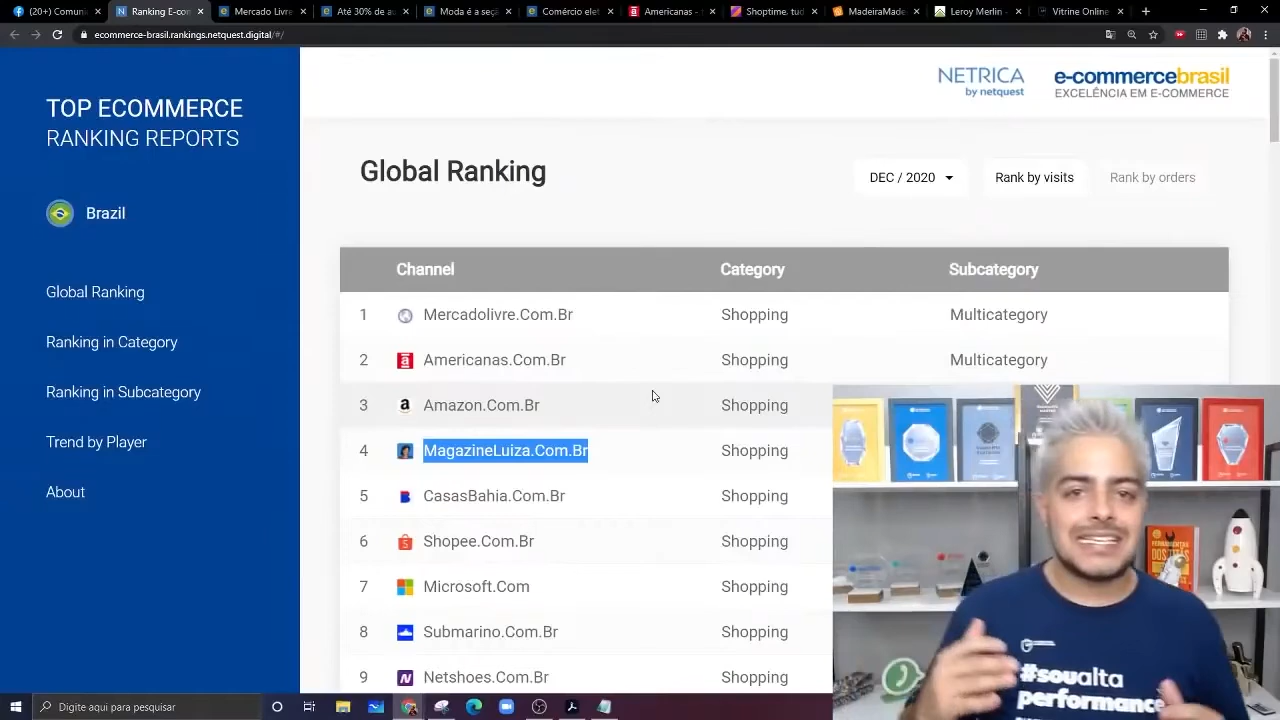 (20+) Comuni
Ranking E-con
Mercado Livre
Até 30% de a
Moda é a seçã
Comércio elet
Americanas -
Shoptime, tud
MadeiraMade
Leroy Merlin -
Vitrine Online
ecommerce-brasil.rankings.netquest.digital/#/
TOP ECOMMERCE
RANKING REPORTS
Brazil
Global Ranking
Ranking in Category
Ranking in Subcategory
Trend by Player
About
NETRICA
by netquest
e-commercebrasil
EXCELÊNCIA EM E-COMMERCE
Global Ranking
DEC / 2020
Rank by visits
Rank by orders
Channel Category Subcategory
1 Mercadolivre.Com.Br Shopping Multicategory
2 Americanas.Com.Br Shopping Multicategory
3 Amazon.Com.Br Shopping
4 MagazineLuiza.Com.Br Shopping
5 CasasBahia.Com.Br Shopping
6 Shopee.Com.Br Shopping
7 Microsoft.Com Shopping
8 Submarino.Com.Br Shopping
9 Netshoes.Com.Br Shopping
FERRAMENTAS
DOS TITÃS
#soualta
performance
Digite aqui para pesquisar